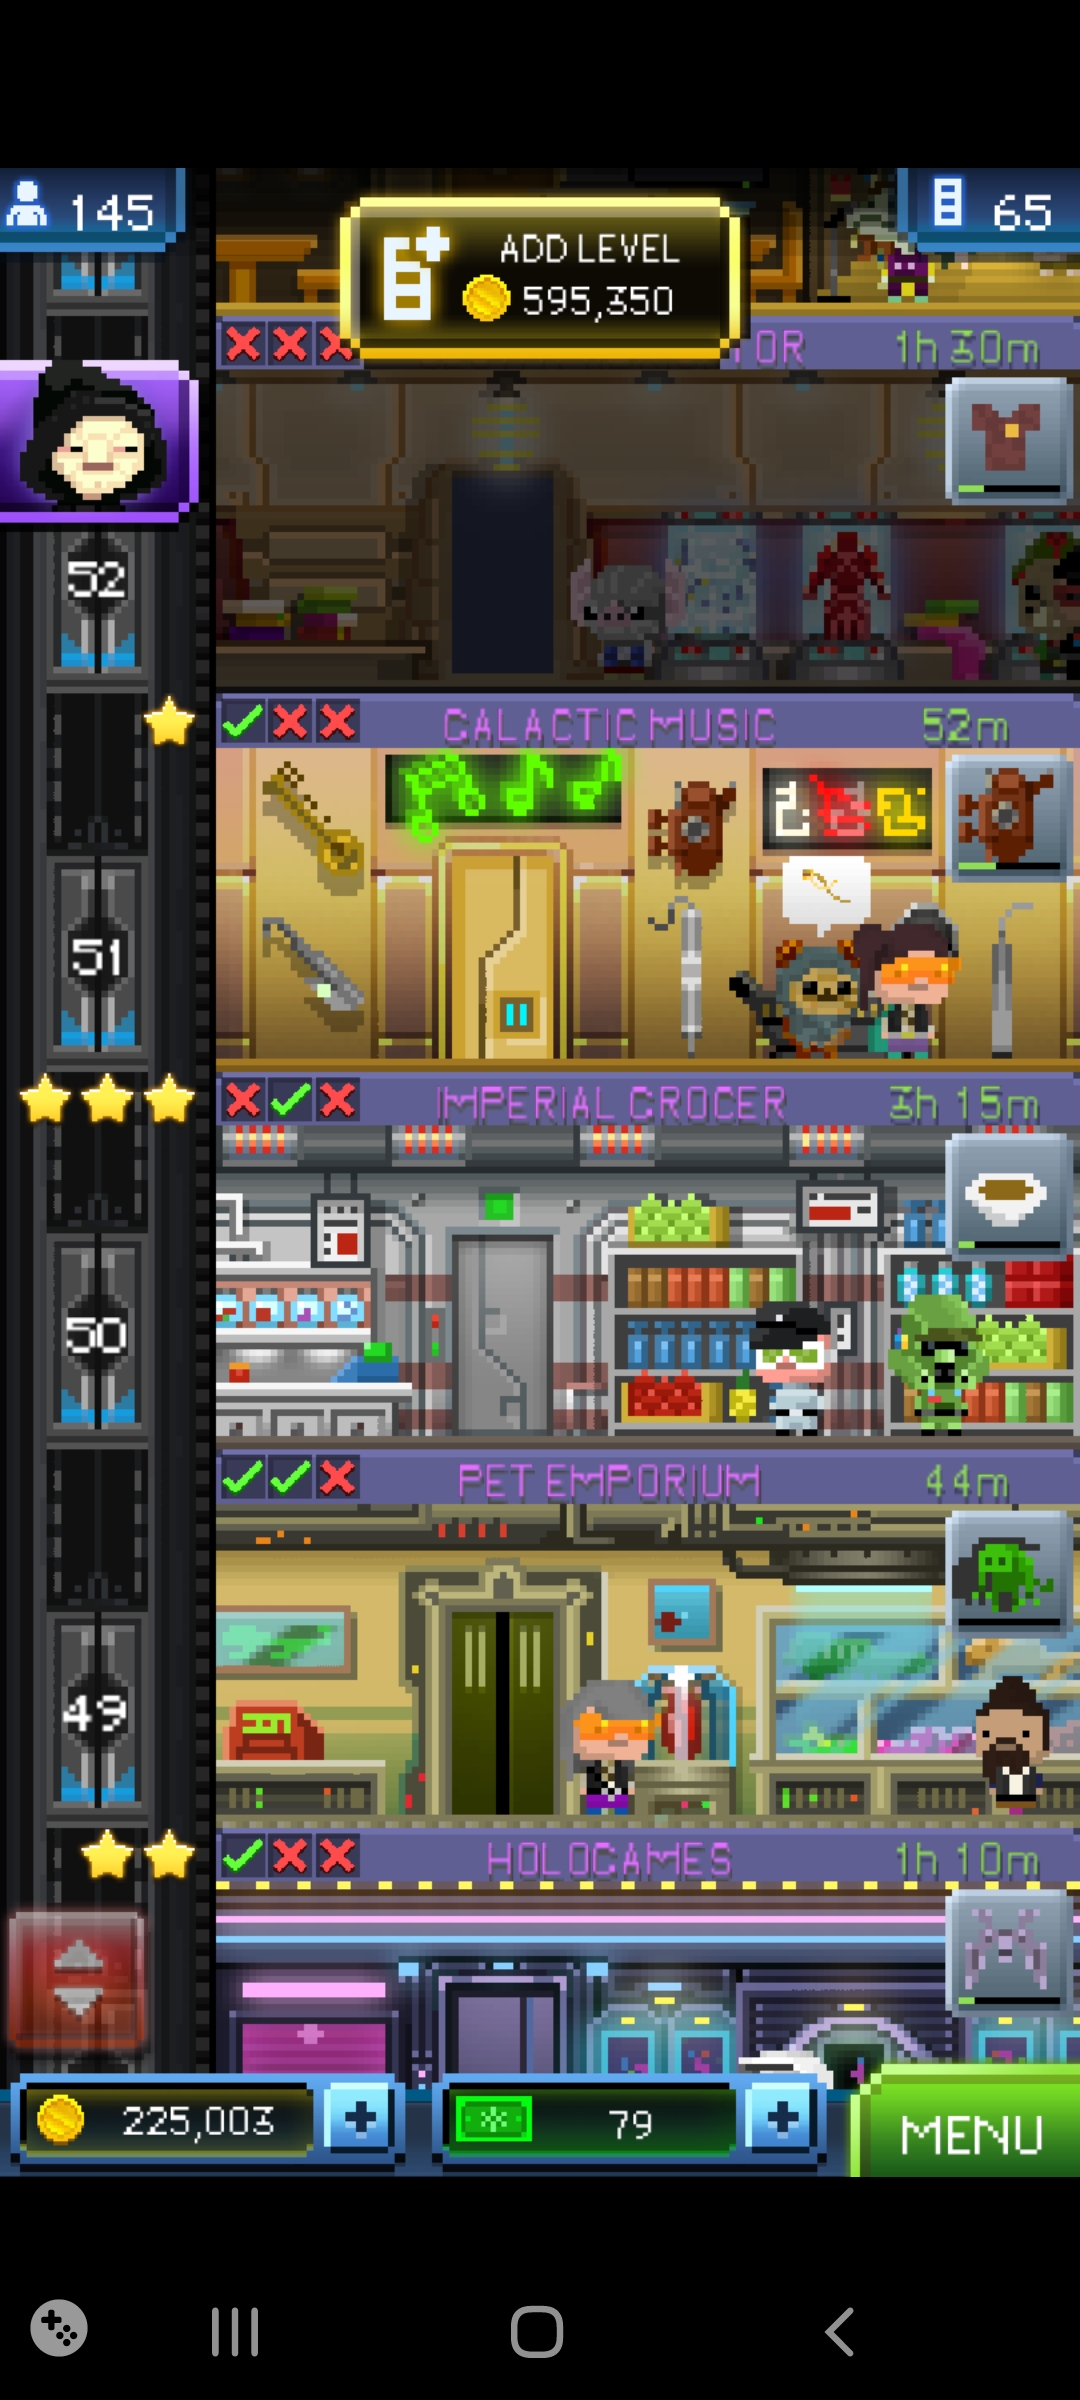 145
65
ADD LEVEL
595,350
1h 30m
52
GALACTIC MUSIC 52m
51
IMPERIAL GROCER 3h 15m
50
PET EMPORIUM 44m
49
HOLOGAMES 1h 10m
225,003
79
MENU